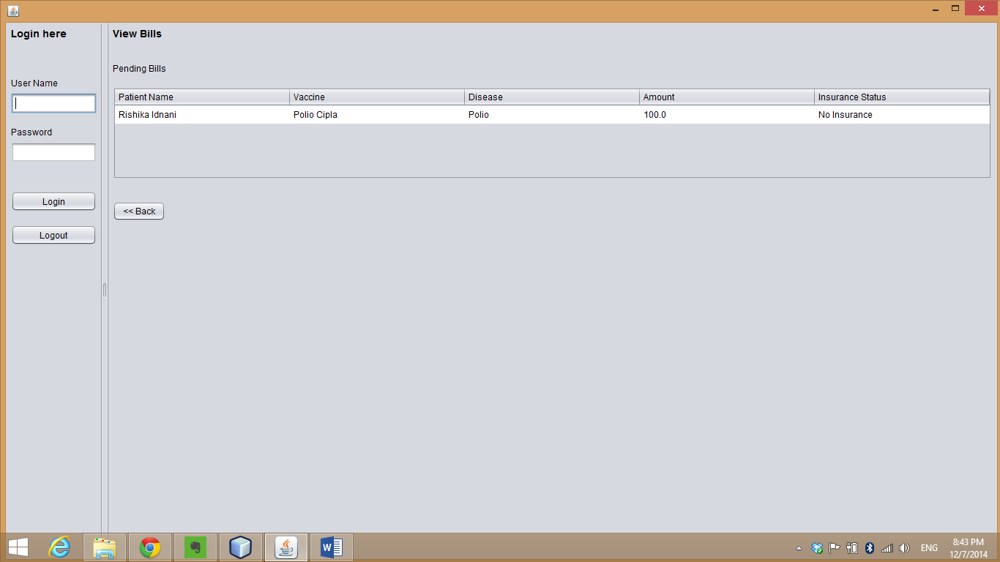 Login here
User Name
Password
Login
Logout
View Bills
Pending Bills
Patient Name Vaccine Disease Amount Insurance Status
Rishika Idnani Polio Cipla Polio 100.0 No Insurance
<< Back
ENG
8:43 PM
12/7/2014